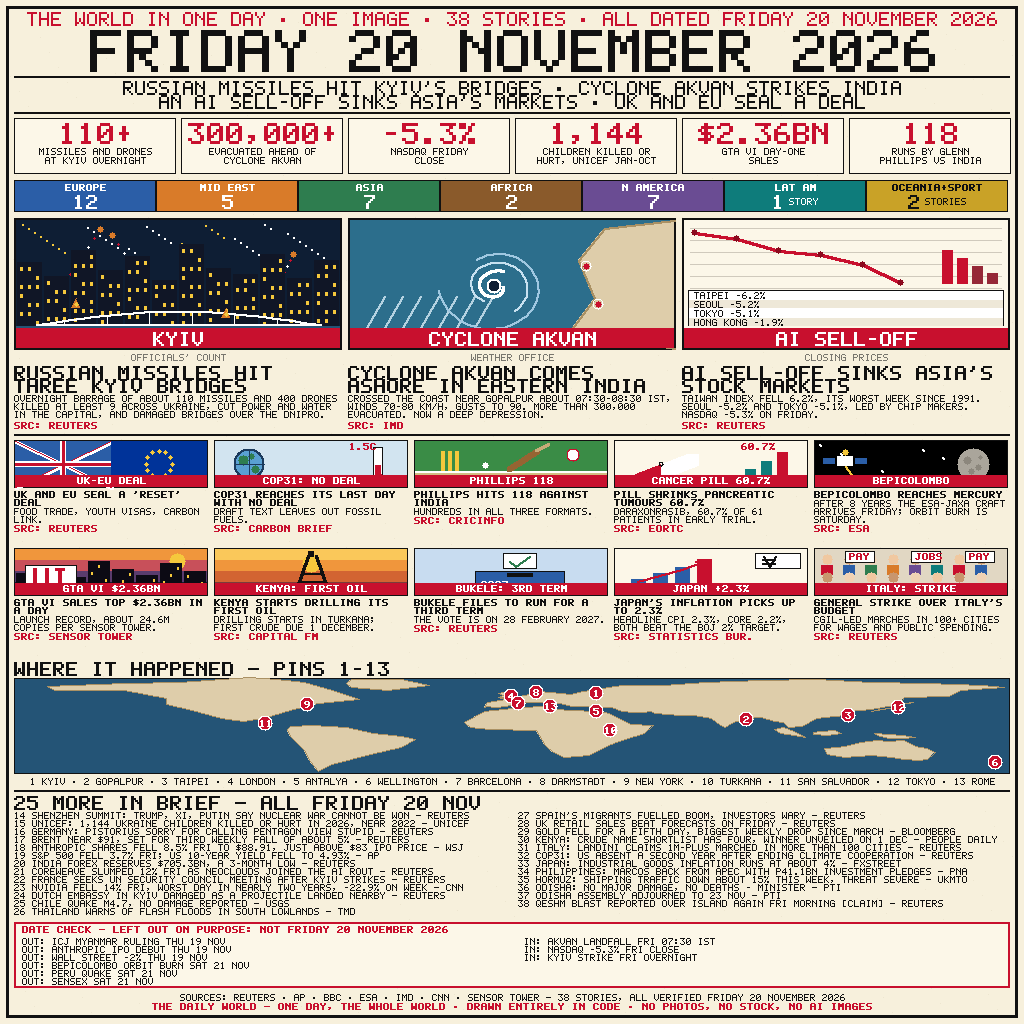 THE WORLD IN ONE DAY · ONE IMAGE · 38 STORIES · ALL DATED FRIDAY 20 NOVEMBER 2026
FRIDAY 20 NOVEMBER 2026
RUSSIAN MISSILES HIT KYIV'S BRIDGES · CYCLONE AKVAN STRIKES INDIA
AN AI SELL-OFF SINKS ASIA'S MARKETS · UK AND EU SEAL A DEAL
110+
MISSILES AND DRONES
AT KYIV OVERNIGHT
300,000+
EVACUATED AHEAD OF
CYCLONE AKVAN
-5.3%
NASDAQ FRIDAY
CLOSE
1,144
CHILDREN KILLED OR
HURT, UNICEF JAN-OCT
$2.36BN
GTA VI DAY-ONE
SALES
118
RUNS BY GLENN
PHILLIPS VS INDIA
EUROPE
12
MID EAST
5
ASIA
7
AFRICA
2
N AMERICA
7
LAT AM
1 STORY
OCEANIA+SPORT
2 STORIES
KYIV
CYCLONE AKVAN
TAIPEI -6.2%
SEOUL -5.2%
TOKYO -5.1%
HONG KONG -1.9%
AI SELL-OFF
OFFICIALS' COUNT
RUSSIAN MISSILES HIT
THREE KYIV BRIDGES
OVERNIGHT BARRAGE OF ABOUT 110 MISSILES AND 400 DRONES
KILLED AT LEAST 9 ACROSS UKRAINE, CUT POWER AND WATER
IN THE CAPITAL, AND DAMAGED BRIDGES OVER THE DNIPRO.
SRC: REUTERS
WEATHER OFFICE
CYCLONE AKVAN COMES
ASHORE IN EASTERN INDIA
CROSSED THE COAST NEAR GOPALPUR ABOUT 07:30-08:30 IST,
WINDS 70-80 KM/H, GUSTS TO 90. MORE THAN 300,000
EVACUATED. NOW A DEEP DEPRESSION.
SRC: IMD
CLOSING PRICES
AI SELL-OFF SINKS ASIA'S
STOCK MARKETS
TAIWAN INDEX FELL 6.2%, ITS WORST WEEK SINCE 1991.
SEOUL -5.2% AND TOKYO -5.1%, LED BY CHIP MAKERS.
NASDAQ -5.3% ON FRIDAY.
SRC: REUTERS
UK-EU DEAL
UK AND EU SEAL A 'RESET'
DEAL
FOOD TRADE, YOUTH VISAS, CARBON
LINK.
SRC: REUTERS
COP31: NO DEAL
COP31 REACHES ITS LAST DAY
WITH NO DEAL
DRAFT TEXT LEAVES OUT FOSSIL
FUELS.
SRC: CARBON BRIEF
PHILLIPS 118
PHILLIPS HITS 118 AGAINST
INDIA
HUNDREDS IN ALL THREE FORMATS.
SRC: CRICINFO
60.7%
CANCER PILL 60.7%
PILL SHRINKS PANCREATIC
TUMOURS 60.7%
DARAXONRASIB, 60.7% OF 61
PATIENTS IN EARLY TRIAL.
BEPICOLOMBO
BEPICOLOMBO REACHES MERCURY
AFTER 8 YEARS THE ESA-JAXA CRAFT
ARRIVES FRIDAY; ORBIT BURN IS
SATURDAY.
SRC: ESA
GTA VI $2.36BN
GTA VI SALES TOP $2.36BN IN
A DAY
LAUNCH RECORD, ABOUT 24.6M
COPIES PER SENSOR TOWER.
SRC: SENSOR TOWER
KENYA: FIRST OIL
KENYA STARTS DRILLING ITS
FIRST OIL
DRILLING STARTS IN TURKANA;
FIRST CRUDE DUE 1 DECEMBER.
SRC: CAPITAL FM
BUKELE: 3RD TERM
BUKELE FILES TO RUN FOR A
THIRD TERM
THE VOTE IS ON 28 FEBRUARY 2027.
SRC: REUTERS
¥
JAPAN +2.3%
JAPAN'S INFLATION PICKS UP
TO 2.3%
HEADLINE CPI 2.3%, CORE 2.2%,
BOTH BEAT THE BOJ 2% TARGET.
SRC: STATISTICS BUR.
PAY JOBS PAY
ITALY: STRIKE
GENERAL STRIKE OVER ITALY'S
BUDGET
CGIL-LED MARCHES IN 100+ CITIES
FOR WAGES AND PUBLIC SPENDING.
SRC: REUTERS
WHERE IT HAPPENED - PINS 1-13
4
8
7
13
1
5
9
11
2
3
6
1 KYIV · 2 GOPALPUR · 3 TAIPEI · 4 LONDON · 5 ANTALYA · 6 WELLINGTON · 7 BARCELONA · 8 DARMSTADT · 9 NEW YORK · 10 TURKANA · 11 SAN SALVADOR · 12 TOKYO · 13 ROME
25 MORE IN BRIEF - ALL FRIDAY 20 NOV
14 SHENZHEN SUMMIT: TRUMP, XI, PUTIN SAY NUCLEAR WAR CANNOT BE WON - REUTERS
15 UNICEF: 1,144 UKRAINE CHILDREN KILLED OR HURT IN 2026, NEAR 2022 - UNICEF
16 GERMANY: PISTORIUS SORRY FOR CALLING PENTAGON VIEW STUPID - REUTERS
17 BRENT NEAR $91, SET FOR THIRD WEEKLY FALL OF ABOUT 5% - REUTERS
18 ANTHROPIC SHARES FELL 8.5% FRI TO $88.91, JUST ABOVE $83 IPO PRICE - WSJ
19 S&P 500 FELL 3.7% FRI; US 10-YEAR YIELD FELL TO 4.93% - AP
20 INDIA FOREX RESERVES $705.3BN, A 3-MONTH LOW - REUTERS
21 COREWEAVE SLUMPED 12% FRI AS NEOCLOUDS JOINED THE AI ROUT - REUTERS
22 FRANCE SEEKS UN SECURITY COUNCIL MEETING AFTER KYIV STRIKES - REUTERS
23 NVIDIA FELL 14% FRI, WORST DAY IN NEARLY TWO YEARS, -22.9% ON WEEK - CNN
24 DUTCH EMBASSY IN KYIV DAMAGED AS A PROJECTILE LANDED NEARBY - REUTERS
25 CHILE QUAKE M4.7, NO DAMAGE REPORTED - USGS
26 THAILAND WARNS OF FLASH FLOODS IN SOUTH LOWLANDS - TMD
27 SPAIN'S MIGRANTS FUELLED BOOM, INVESTORS WARY - REUTERS
28 UK RETAIL SALES BEAT FORECASTS ON FRIDAY - REUTERS
29 GOLD FELL FOR A FIFTH DAY, BIGGEST WEEKLY DROP SINCE MARCH - BLOOMBERG
30 KENYA: CRUDE NAME SHORTLIST HAS FOUR, WINNER UNVEILED ON 1 DEC - PEOPLE DAILY
31 ITALY: LANDINI CLAIMS 1M-PLUS MARCHED IN MORE THAN 100 CITIES - REUTERS
32 COP31: US ABSENT A SECOND YEAR AFTER ENDING CLIMATE COOPERATION - REUTERS
33 JAPAN: INDUSTRIAL GOODS INFLATION RUNS AT ABOUT 4% - FXSTREET
34 PHILIPPINES: MARCOS BACK FROM APEC WITH P41.1BN INVESTMENT PLEDGES - PNA
35 HORMUZ: SHIPPING TRAFFIC DOWN ABOUT 15% THIS WEEK, THREAT SEVERE - UKMTO
36 ODISHA: NO MAJOR DAMAGE, NO DEATHS - MINISTER - PTI
37 ODISHA ASSEMBLY ADJOURNED TO 23 NOV - PTI
38 QESHM BLAST REPORTED OVER ISLAND AGAIN FRI MORNING [CLAIM] - REUTERS
DATE CHECK - LEFT OUT ON PURPOSE: NOT FRIDAY 20 NOVEMBER 2026
OUT: ICJ MYANMAR RULING THU 19 NOV
OUT: ANTHROPIC IPO DEBUT THU 19 NOV
OUT: WALL STREET -2% THU 19 NOV
OUT: BEPICOLOMBO ORBIT BURN SAT 21 NOV
OUT: PERU QUAKE SAT 21 NOV
OUT: SENSEX SAT 21 NOV
IN: AKVAN LANDFALL FRI 07:30 IST
IN: NASDAQ -5.3% FRI CLOSE
IN: KYIV STRIKE FRI OVERNIGHT
SOURCES: REUTERS · AP · BBC · ESA · IMD · CNN · SENSOR TOWER - 38 STORIES, ALL VERIFIED FRIDAY 20 NOVEMBER 2026
THE DAILY WORLD - ONE DAY, THE WHOLE WORLD · DRAWN ENTIRELY IN CODE · NO PHOTOS, NO STOCK, NO AI IMAGES